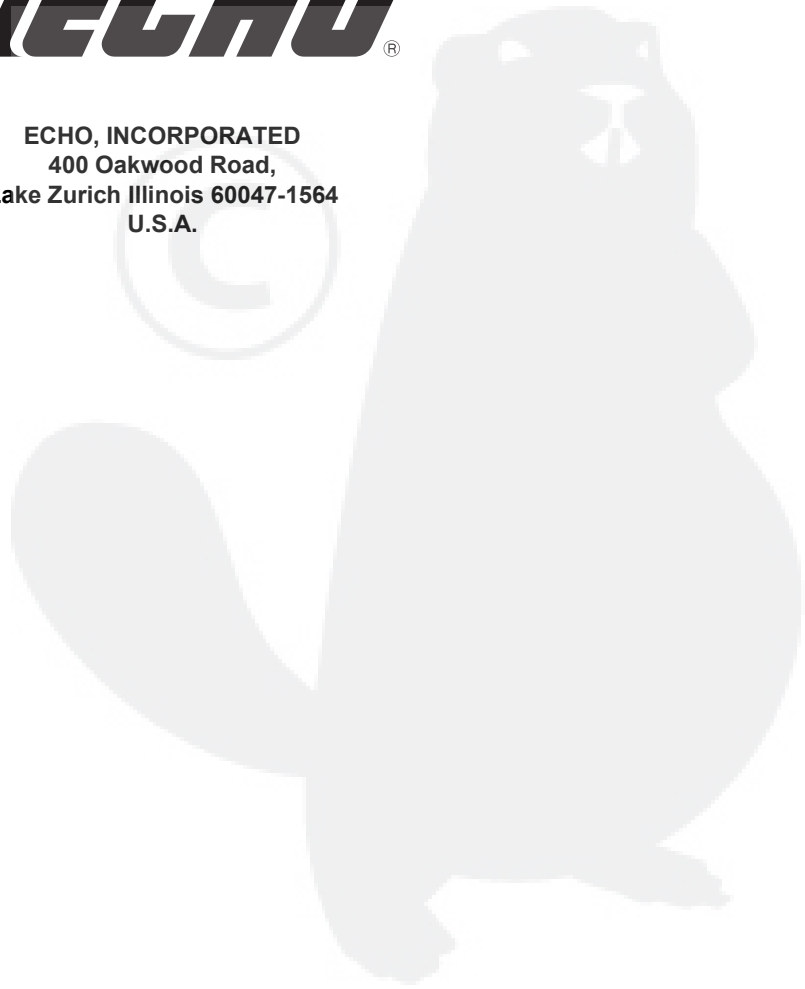 ECHO ®
ECHO, INCORPORATED
400 Oakwood Road,
ake Zurich Illinois 60047-1564
U.S.A.
©